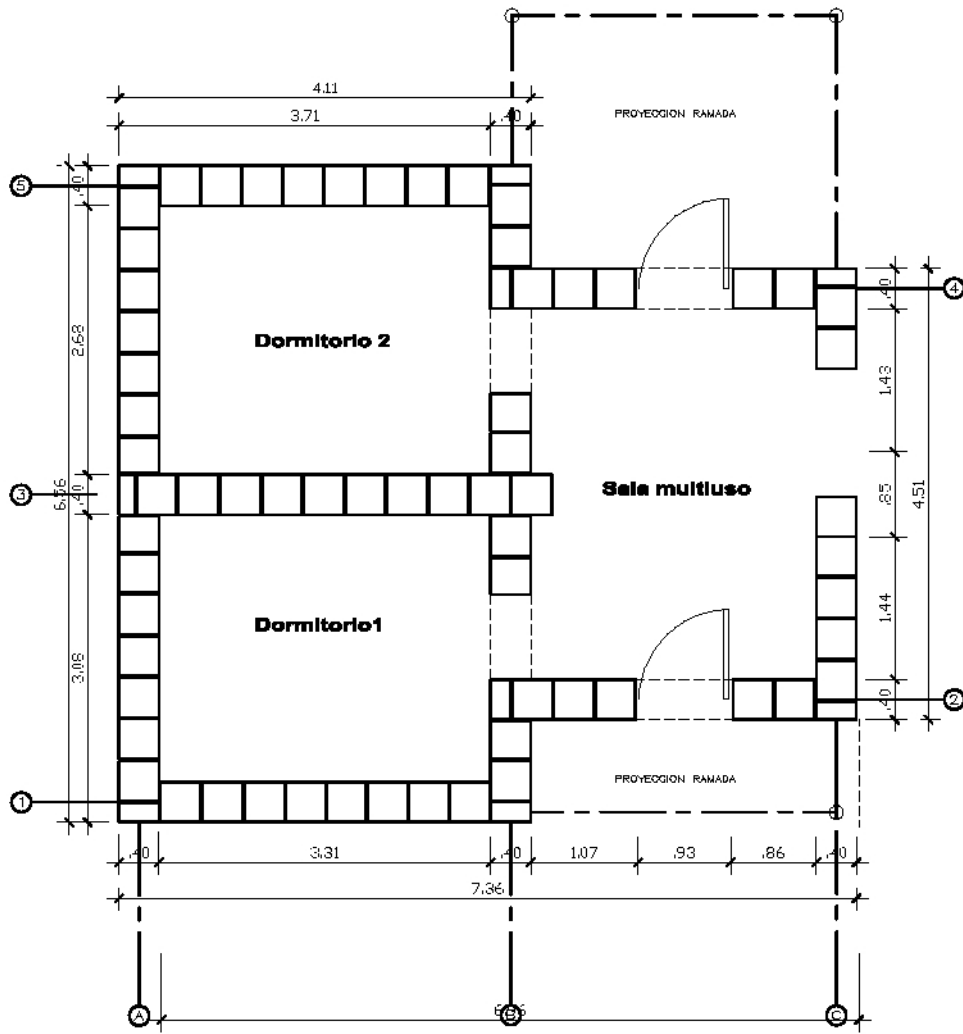 4.11
3.71 .40
PROYECCION RAMADA
5
.40
4
.40
2.68
Dormitorio 2
1.43
3
6.56
.40
Sala multiuso
.85
4.51
Dormitorio1
1.44
3.08
.40
2
PROYECCION RAMADA
1
.40 3.31 .40 1.07 .93 .86 .40
7.36
A B C